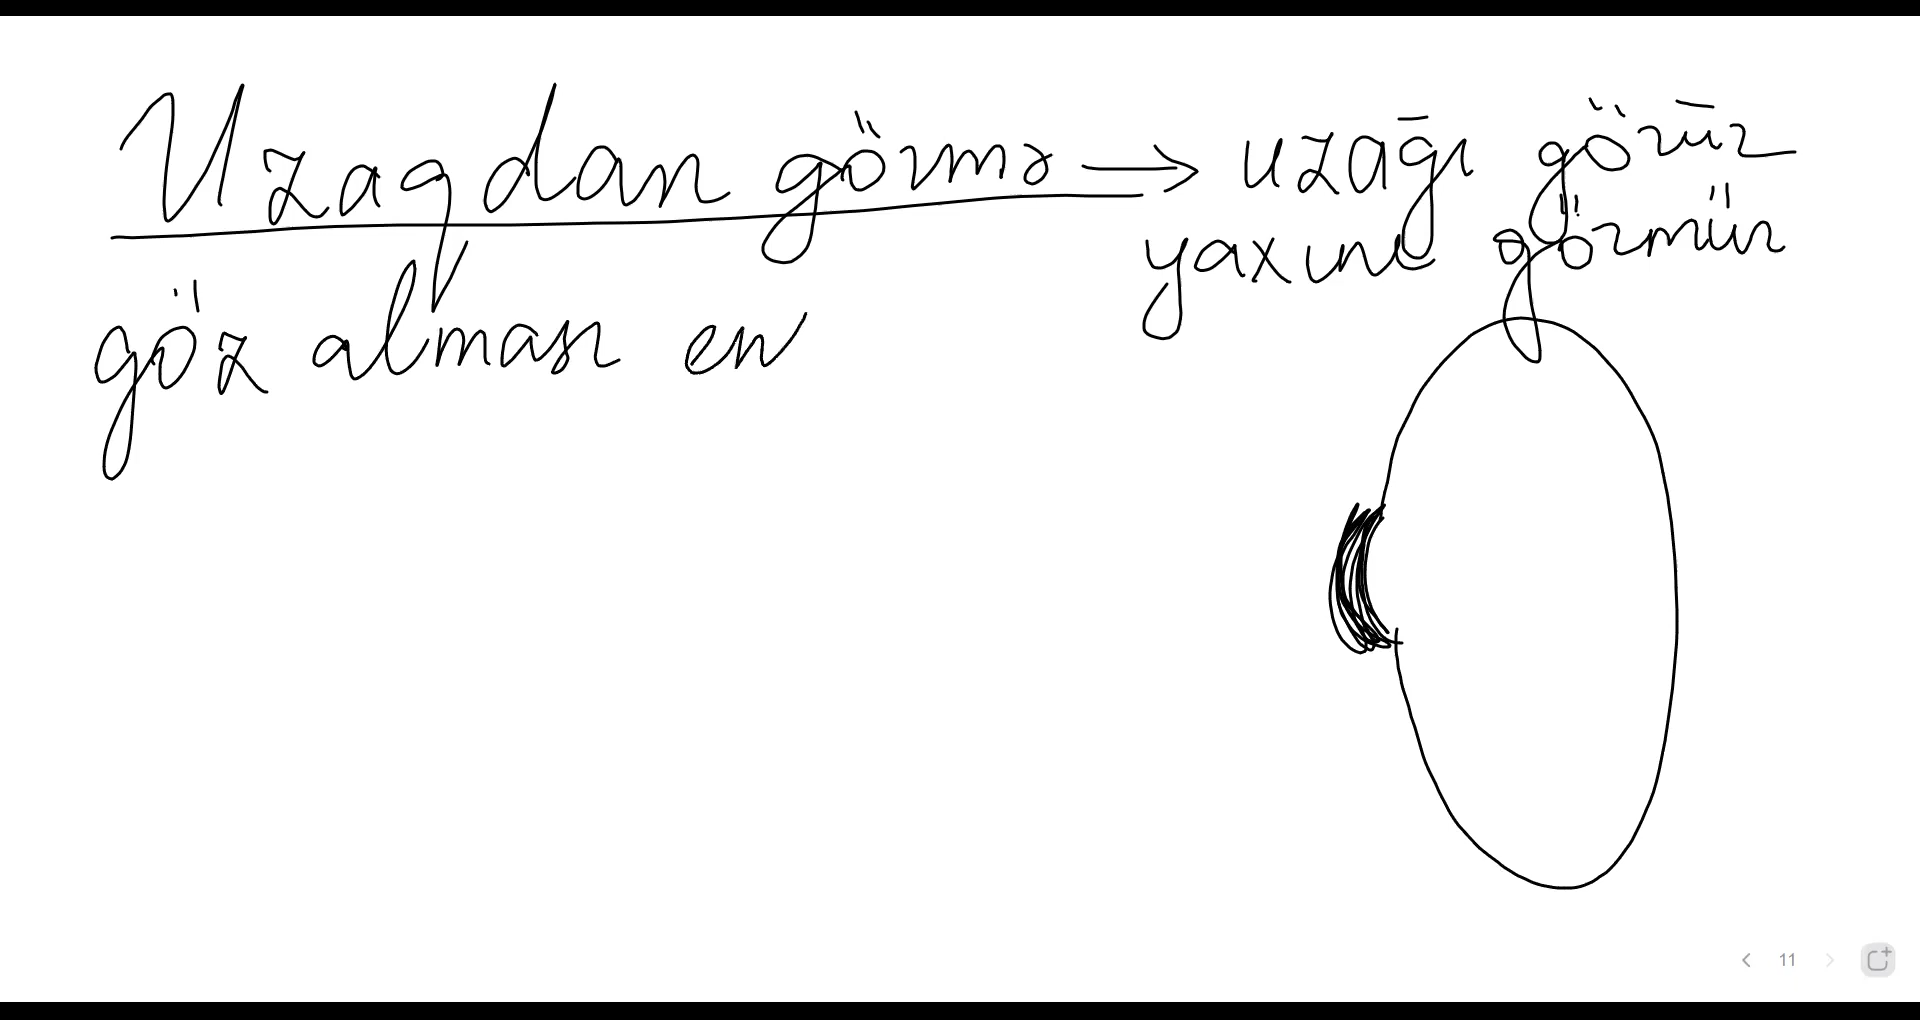 Uzaqdan görmə → uzağı görür
yaxını görmür
göz alması en
11